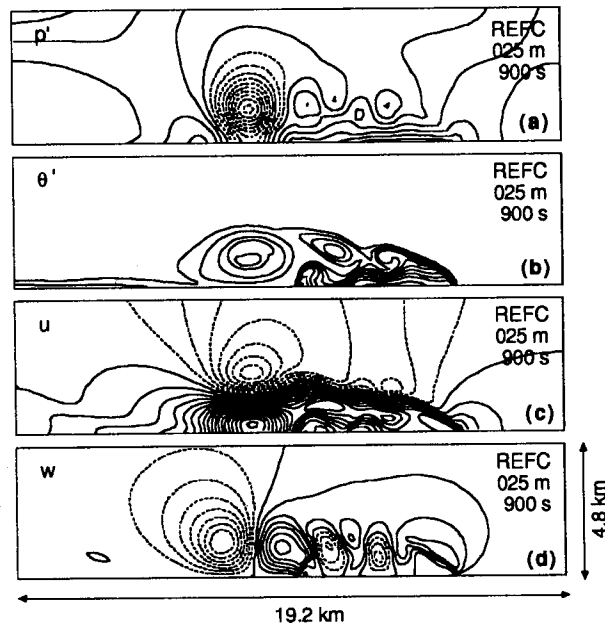 p'
REFC
025 m
900 s
(a)
D
θ'
REFC
025 m
900 s
(b)
u
REFC
025 m
900 s
(c)
w
REFC
025 m
900 s
(d)
4.8 km
19.2 km